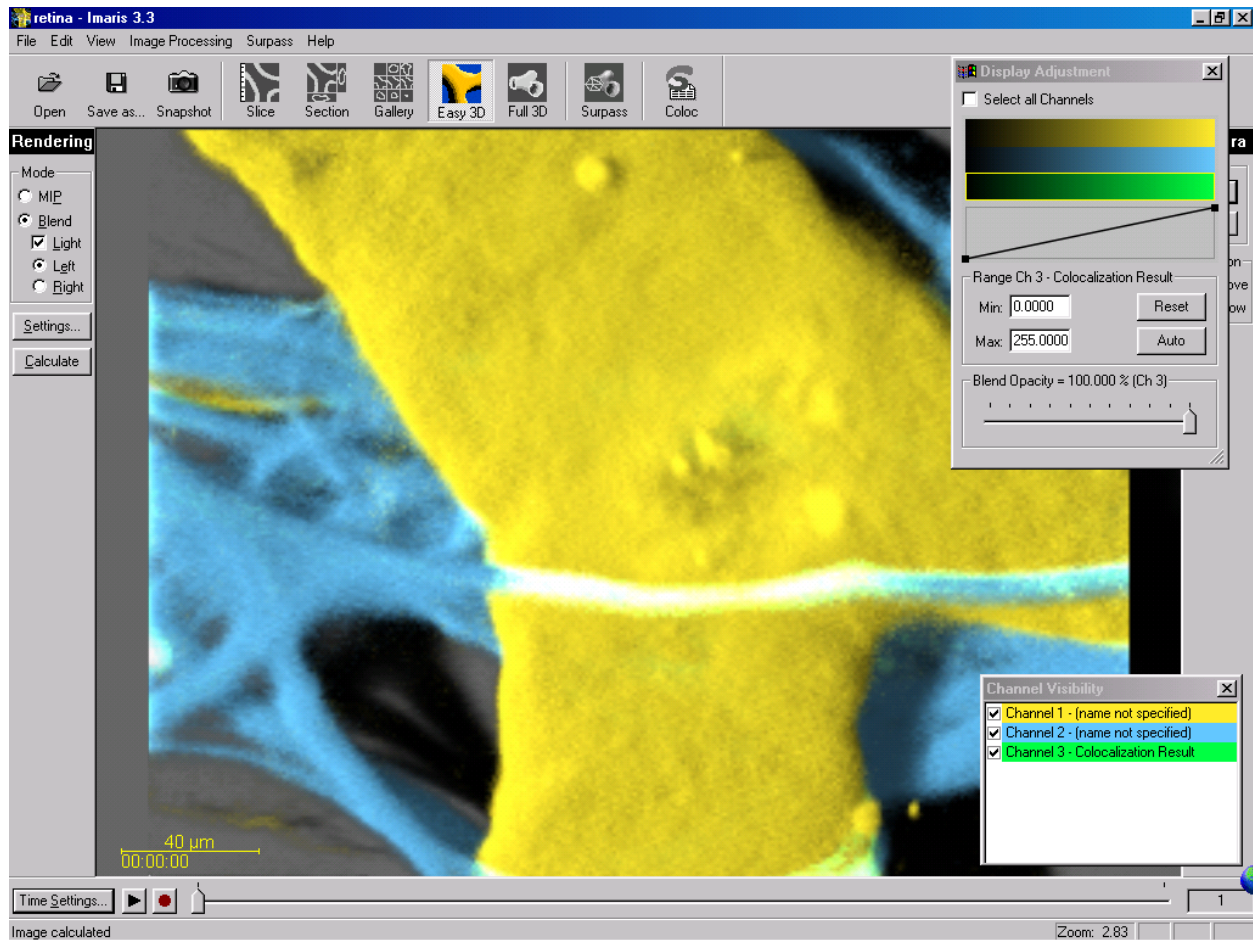 retina - Imaris 3.3
File Edit View Image Processing Surpass Help
Open Save as... Snapshot Slice Section Gallery Easy 3D Full 3D Surpass Coloc
Rendering
Mode
MIP
Blend
Light
Left
Right
Settings...
Calculate
Display Adjustment
Select all Channels
Range Ch 3 - Colocalization Result
Min: 0.0000 Reset
Max: 255.0000 Auto
Blend Opacity = 100.000 % (Ch 3)
ra
on
ove
ow
Channel Visibility
Channel 1 - (name not specified)
Channel 2 - (name not specified)
Channel 3 - Colocalization Result
40 µm
00:00:00
Time Settings... 1
Image calculated Zoom: 2.83